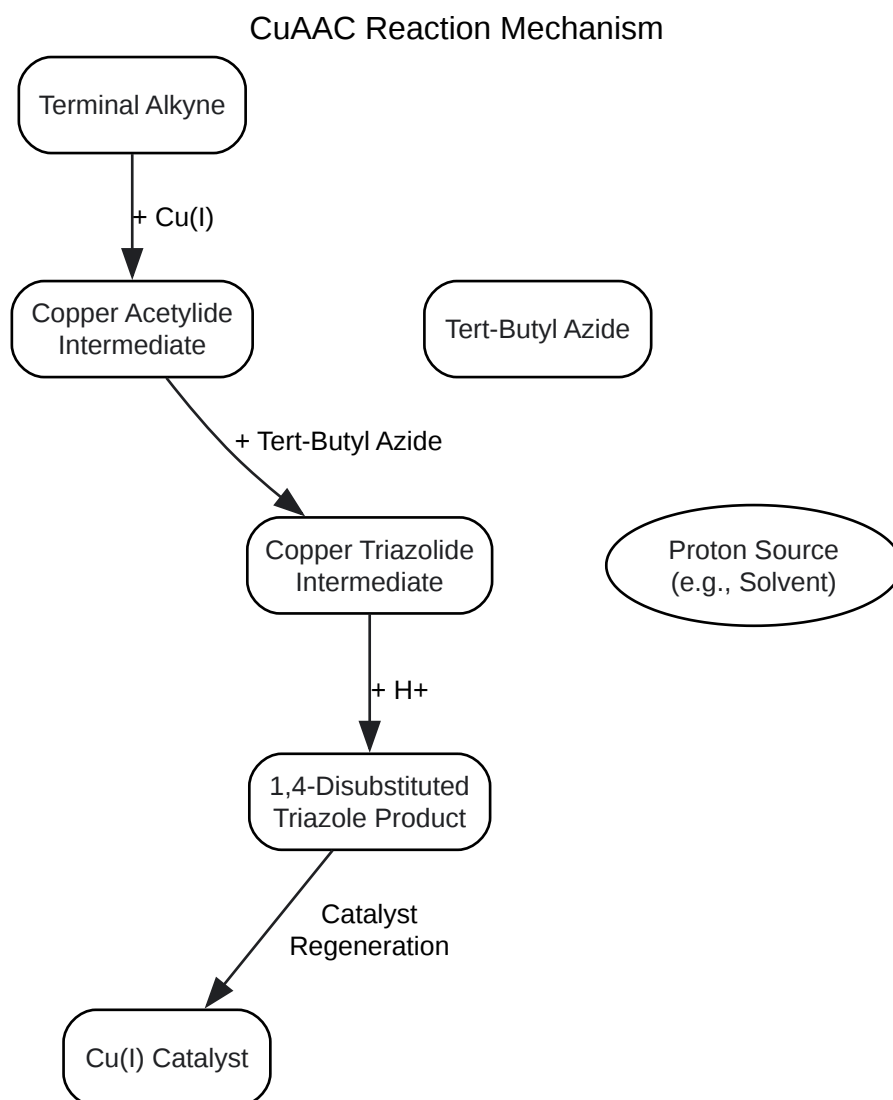 CuAAC Reaction Mechanism
Terminal Alkyne
+ Cu(I)
Copper Acetylide
Intermediate
Tert-Butyl Azide
+ Tert-Butyl Azide
Copper Triazolide
Intermediate
Proton Source
(e.g., Solvent)
+ H+
1,4-Disubstituted
Triazole Product
Catalyst
Regeneration
Cu(I) Catalyst